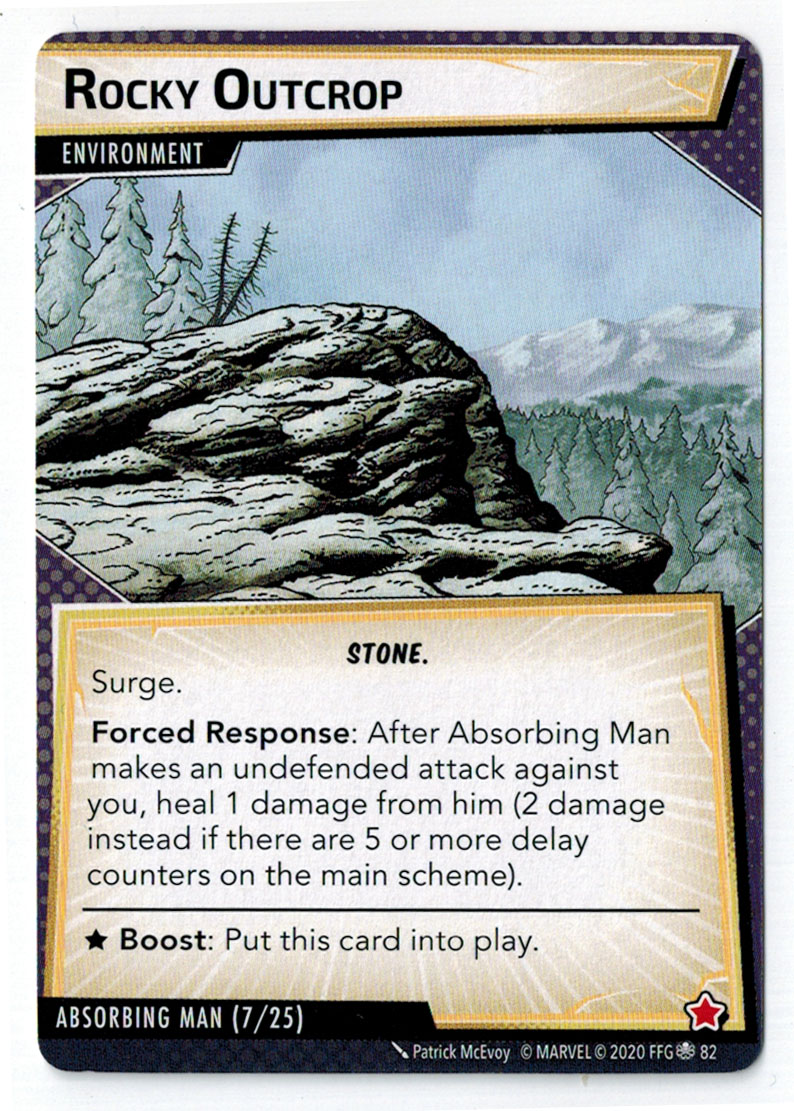 Rocky Outcrop
ENVIRONMENT
STONE.
Surge.
Forced Response: After Absorbing Man
makes an undefended attack against
you, heal 1 damage from him (2 damage
instead if there are 5 or more delay
counters on the main scheme).
★ Boost: Put this card into play.
ABSORBING MAN (7/25)
Patrick McEvoy © MARVEL © 2020 FFG 82